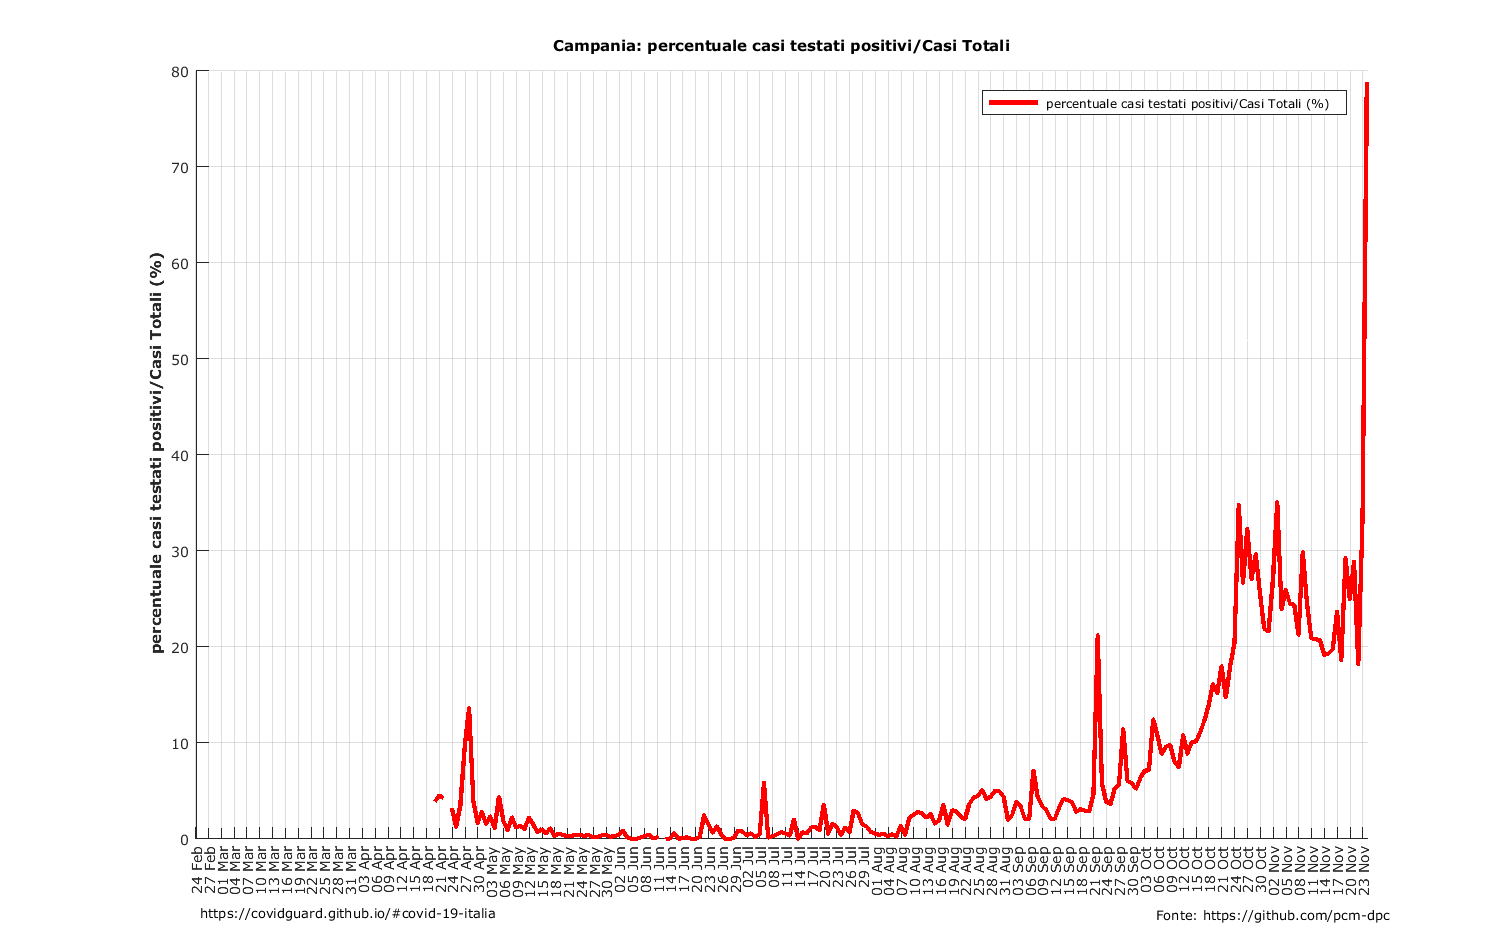 Campania: percentuale casi testati positivi/Casi Totali
percentuale casi testati positivi/Casi Totali (%)
percentuale casi testati positivi/Casi Totali (%)
80
70
60
50
40
30
20
10
0
24 Feb
27 Feb
01 Mar
04 Mar
07 Mar
10 Mar
13 Mar
16 Mar
19 Mar
22 Mar
25 Mar
28 Mar
31 Mar
03 Apr
06 Apr
09 Apr
12 Apr
15 Apr
18 Apr
21 Apr
24 Apr
27 Apr
30 Apr
03 May
06 May
09 May
12 May
15 May
18 May
21 May
24 May
27 May
30 May
02 Jun
05 Jun
08 Jun
11 Jun
14 Jun
17 Jun
20 Jun
23 Jun
26 Jun
29 Jun
02 Jul
05 Jul
08 Jul
11 Jul
14 Jul
17 Jul
20 Jul
23 Jul
26 Jul
29 Jul
01 Aug
04 Aug
07 Aug
10 Aug
13 Aug
16 Aug
19 Aug
22 Aug
25 Aug
28 Aug
31 Aug
03 Sep
06 Sep
09 Sep
12 Sep
15 Sep
18 Sep
21 Sep
24 Sep
27 Sep
30 Sep
03 Oct
06 Oct
09 Oct
12 Oct
15 Oct
18 Oct
21 Oct
24 Oct
27 Oct
30 Oct
02 Nov
05 Nov
08 Nov
11 Nov
14 Nov
17 Nov
20 Nov
23 Nov
https://covidguard.github.io/#covid-19-italia
Fonte: https://github.com/pcm-dpc